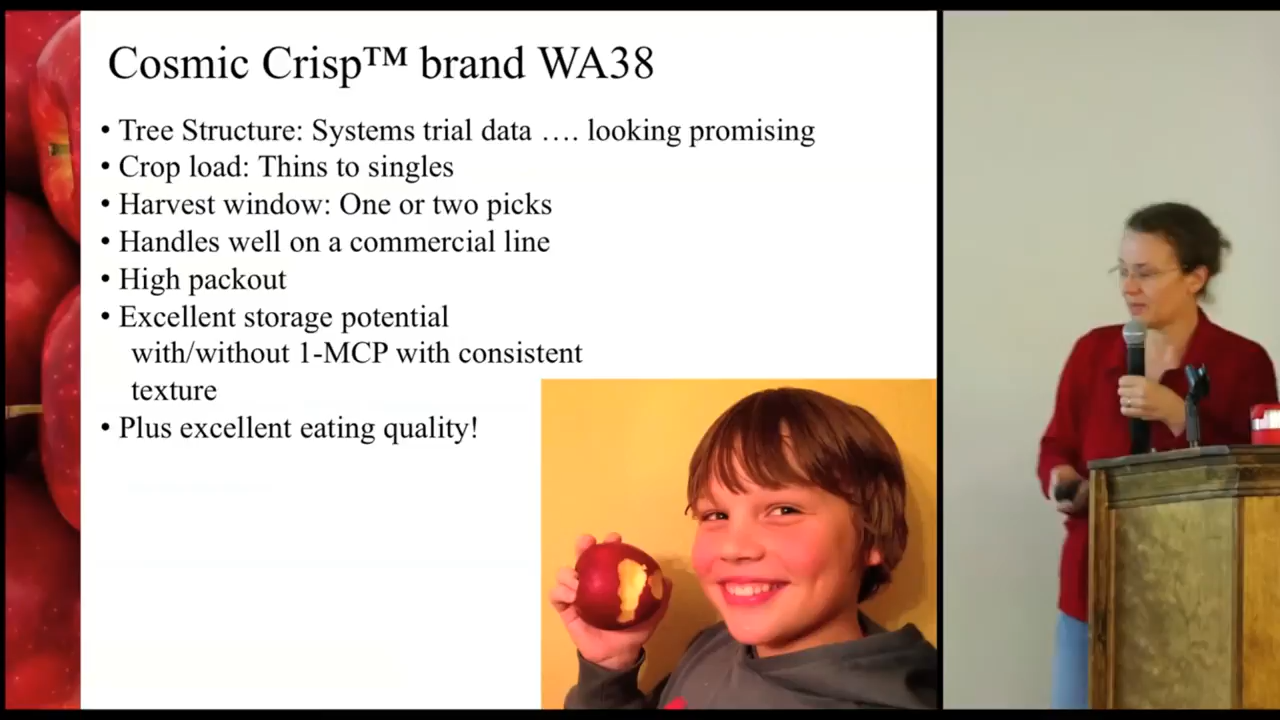 Cosmic Crisp™ brand WA38
• Tree Structure: Systems trial data …. looking promising
• Crop load: Thins to singles
• Harvest window: One or two picks
• Handles well on a commercial line
• High packout
• Excellent storage potential
with/without 1-MCP with consistent
texture
• Plus excellent eating quality!